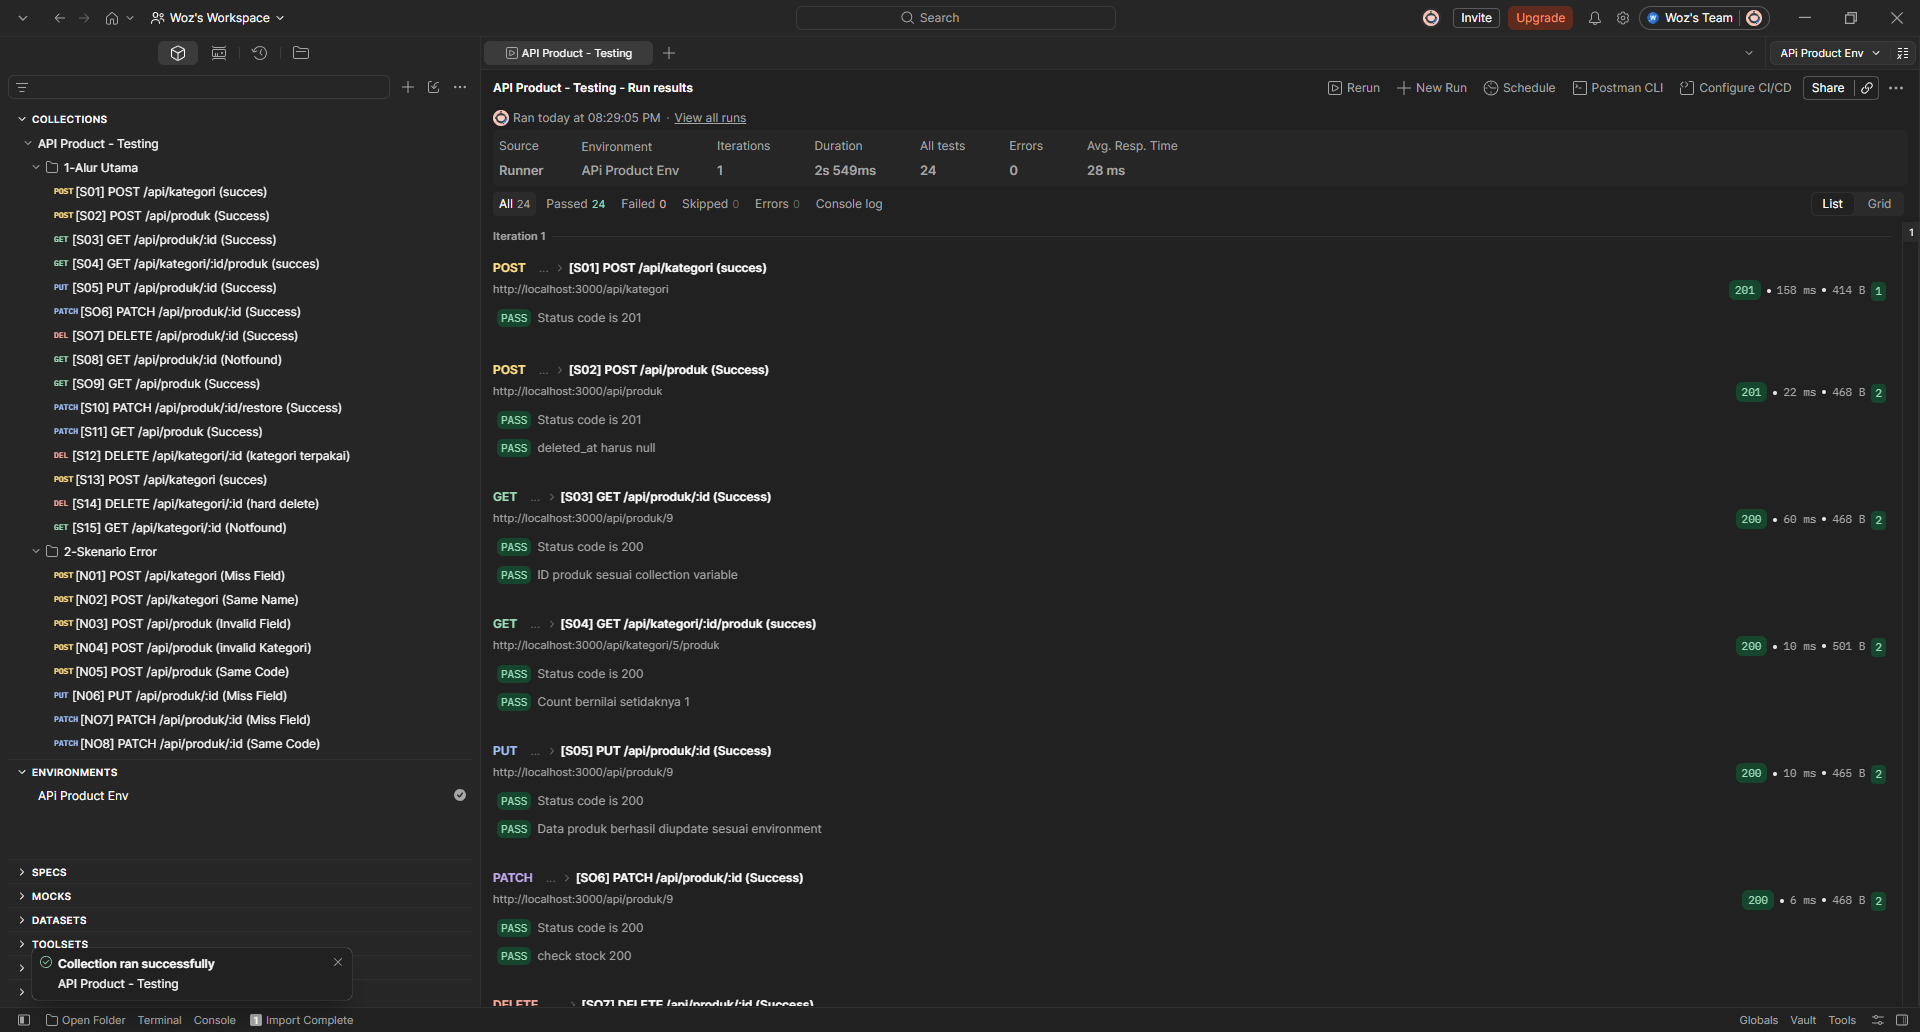 Woz's Workspace
Search
Invite
Upgrade
Woz's Team
API Product - Testing
APi Product Env
COLLECTIONS
API Product - Testing
1-Alur Utama
POST [S01] POST /api/kategori (succes)
POST [S02] POST /api/produk (Success)
GET [S03] GET /api/produk/:id (Success)
GET [S04] GET /api/kategori/:id/produk (succes)
PUT [S05] PUT /api/produk/:id (Success)
PATCH [SO6] PATCH /api/produk/:id (Success)
DEL [SO7] DELETE /api/produk/:id (Success)
GET [S08] GET /api/produk/:id (Notfound)
GET [SO9] GET /api/produk (Success)
PATCH [S10] PATCH /api/produk/:id/restore (Success)
PATCH [S11] GET /api/produk (Success)
DEL [S12] DELETE /api/kategori/:id (kategori terpakai)
POST [S13] POST /api/kategori (succes)
DEL [S14] DELETE /api/kategori/:id (hard delete)
GET [S15] GET /api/kategori/:id (Notfound)
2-Skenario Error
POST [N01] POST /api/kategori (Miss Field)
POST [N02] POST /api/kategori (Same Name)
POST [N03] POST /api/produk (Invalid Field)
POST [N04] POST /api/produk (invalid Kategori)
POST [N05] POST /api/produk (Same Code)
PUT [N06] PUT /api/produk/:id (Miss Field)
PATCH [NO7] PATCH /api/produk/:id (Miss Field)
PATCH [NO8] PATCH /api/produk/:id (Same Code)
ENVIRONMENTS
APi Product Env
SPECS
MOCKS
DATASETS
TOOLSETS
Collection ran successfully
API Product - Testing
API Product - Testing - Run results
Rerun
New Run
Schedule
Postman CLI
Configure CI/CD
Share
Ran today at 08:29:05 PM · View all runs
Source Environment Iterations Duration All tests Errors Avg. Resp. Time
Runner APi Product Env 1 2s 549ms 24 0 28 ms
All 24 Passed 24 Failed 0 Skipped 0 Errors 0 Console log
List Grid
Iteration 1
1
POST ... > [S01] POST /api/kategori (succes)
http://localhost:3000/api/kategori
201 • 158 ms • 414 B 1
PASS Status code is 201
POST ... > [S02] POST /api/produk (Success)
http://localhost:3000/api/produk
201 • 22 ms • 468 B 2
PASS Status code is 201
PASS deleted_at harus null
GET ... > [S03] GET /api/produk/:id (Success)
http://localhost:3000/api/produk/9
200 • 60 ms • 468 B 2
PASS Status code is 200
PASS ID produk sesuai collection variable
GET ... > [S04] GET /api/kategori/:id/produk (succes)
http://localhost:3000/api/kategori/5/produk
200 • 10 ms • 501 B 2
PASS Status code is 200
PASS Count bernilai setidaknya 1
PUT ... > [S05] PUT /api/produk/:id (Success)
http://localhost:3000/api/produk/9
200 • 10 ms • 465 B 2
PASS Status code is 200
PASS Data produk berhasil diupdate sesuai environment
PATCH ... > [SO6] PATCH /api/produk/:id (Success)
http://localhost:3000/api/produk/9
200 • 6 ms • 468 B 2
PASS Status code is 200
PASS check stock 200
DELETE ... > [SO7] DELETE /api/produk/:id (Success)
Open Folder
Terminal
Console
1 Import Complete
Globals
Vault
Tools